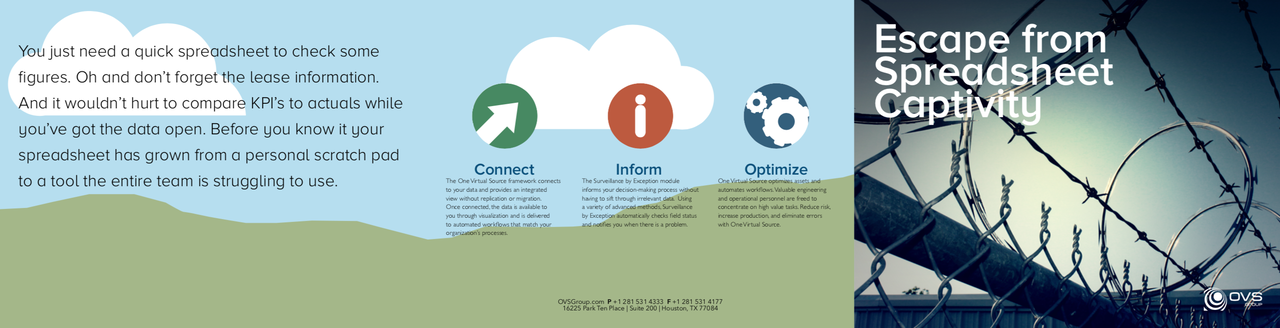 You just need a quick spreadsheet to check some
figures. Oh and don't forget the lease information.
And it wouldn't hurt to compare KPI's to actuals while
you've got the data open. Before you know it your
spreadsheet has grown from a personal scratch pad
to a tool the entire team is struggling to use.
Connect
The One Virtual Source framework connects
to your data and provides an integrated
view without replication or migration.
Once connected, the data is available to
you through visualization and is delivered
to automated workflows that match your
organization's processes.
Inform
The Surveillance by Exception module
informs your decision-making process without
having to sift through irrelevant data. Using
a variety of advanced methods, Surveillance
by Exception automatically checks field status
and notifies you when there is a problem.
Optimize
One Virtual Source optimizes assets and
automates workflows. Valuable engineering
and operational personnel are freed to
concentrate on high value tasks. Reduce risk,
increase production, and eliminate errors
with One Virtual Source.
OVSGroup.com P +1 281 531 4333 F +1 281 531 4177
16225 Park Ten Place | Suite 200 | Houston, TX 77084
Escape from
Spreadsheet
Captivity
OVS
GROUP